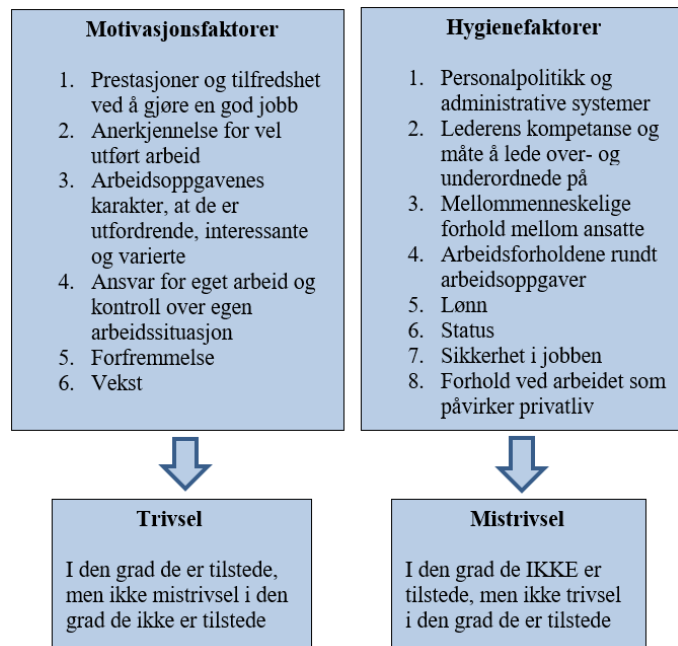 Motivasjonsfaktorer
1. Prestasjoner og tilfredshet
ved å gjøre en god jobb
2. Anerkjennelse for vel
utført arbeid
3. Arbeidsoppgavenes
karakter, at de er
utfordrende, interessante
og varierte
4. Ansvar for eget arbeid og
kontroll over egen
arbeidssituasjon
5. Forfremmelse
6. Vekst
Hygienefaktorer
1. Personalpolitikk og
administrative systemer
2. Lederens kompetanse og
måte å lede over- og
underordnede på
3. Mellommenneskelige
forhold mellom ansatte
4. Arbeidsforholdene rundt
arbeidsoppgaver
5. Lønn
6. Status
7. Sikkerhet i jobben
8. Forhold ved arbeidet som
påvirker privatliv
Trivsel
I den grad de er tilstede,
men ikke mistrivsel i den
grad de ikke er tilstede
Mistrivsel
I den grad de IKKE er
tilstede, men ikke trivsel
i den grad de er tilstede